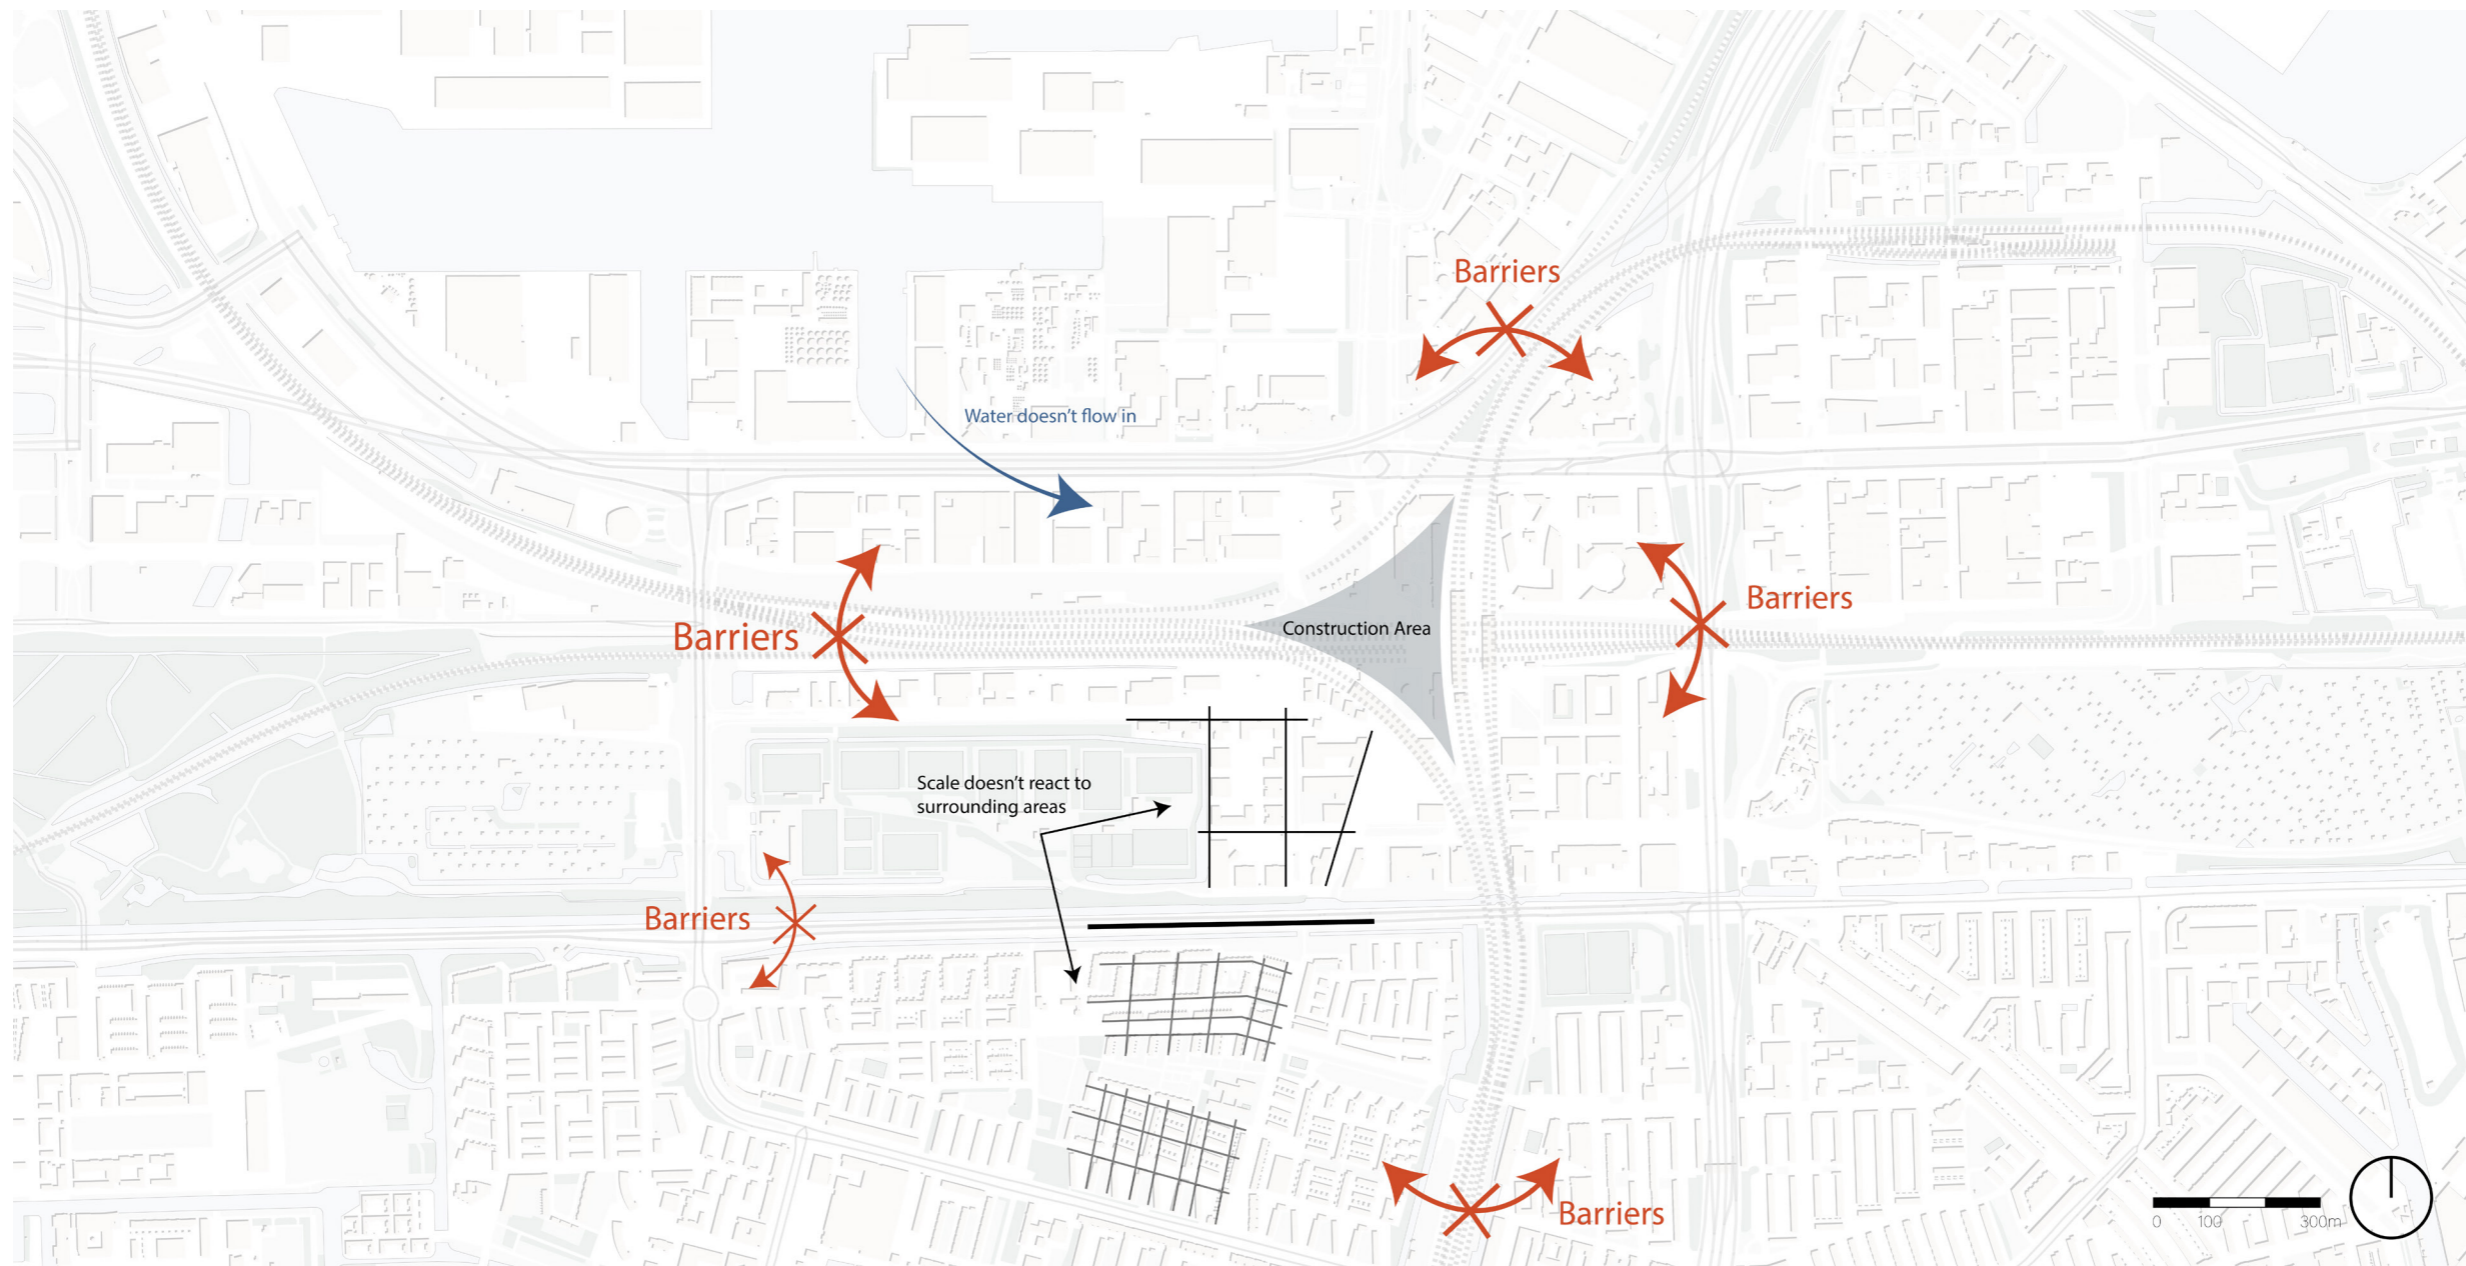 Barriers
Water doesn't flow in
Barriers
Construction Area
Barriers
Scale doesn't react to
surrounding areas
Barriers
Barriers
0 100 300m